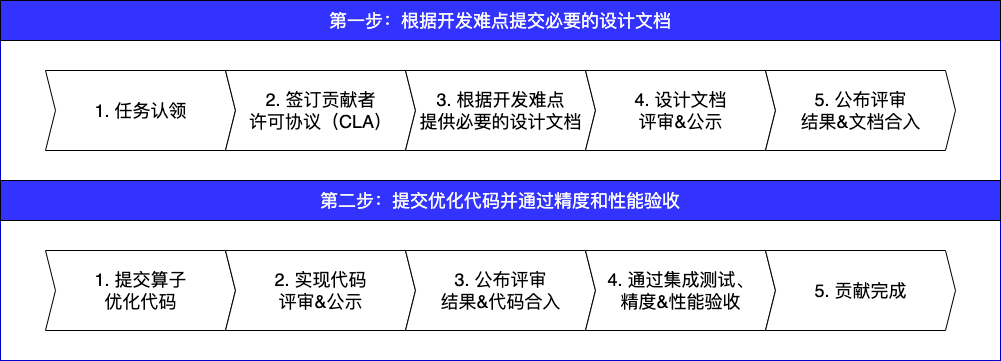 第一步：根据开发难点提交必要的设计文档
1. 任务认领
2. 签订贡献者
许可协议（CLA）
3. 根据开发难点
提供必要的设计文档
4. 设计文档
评审&公示
5. 公布评审
结果&文档合入
第二步：提交优化代码并通过精度和性能验收
1. 提交算子
优化代码
2. 实现代码
评审&公示
3. 公布评审
结果&代码合入
4. 通过集成测试、
精度&性能验收
5. 贡献完成